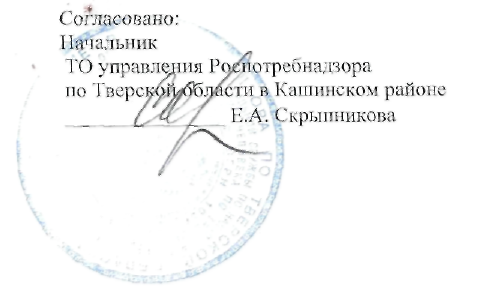 Согласовано:
Начальник
ТО управления Роспотребнадзора
по Тверской области в Кашинском районе
Е.А. Скрыпникова